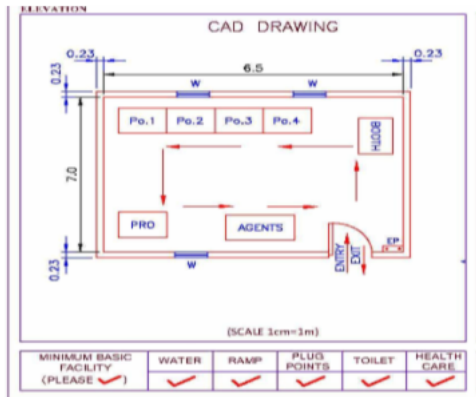 ELEVATION
CAD DRAWING
0.23
6.5
0.23
0.23
W
W
Po.1
Po.2
Po.3
Po.4
BOOTH
7.0
PRO
AGENTS
EP
ENTRY
EXIT
0.23
W
(SCALE 1cm=1m)
MINIMUM BASIC
FACILITY
(PLEASE ✓)
WATER
RAMP
PLUG
POINTS
TOILET
HEALTH
CARE
✓ ✓ ✓ ✓ ✓